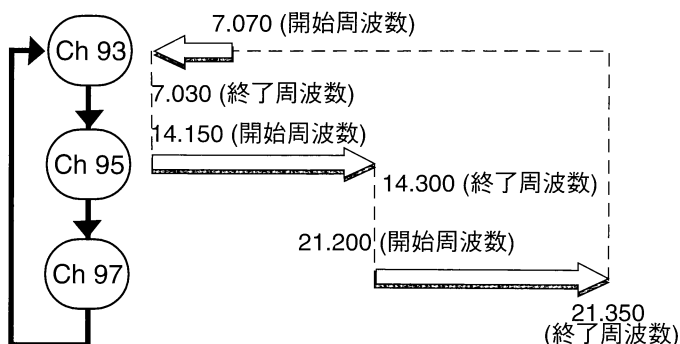 7.070 (開始周波数)
Ch 93
7.030 (終了周波数)
14.150 (開始周波数)
Ch 95
14.300 (終了周波数)
21.200 (開始周波数)
Ch 97
21.350
(終了周波数)